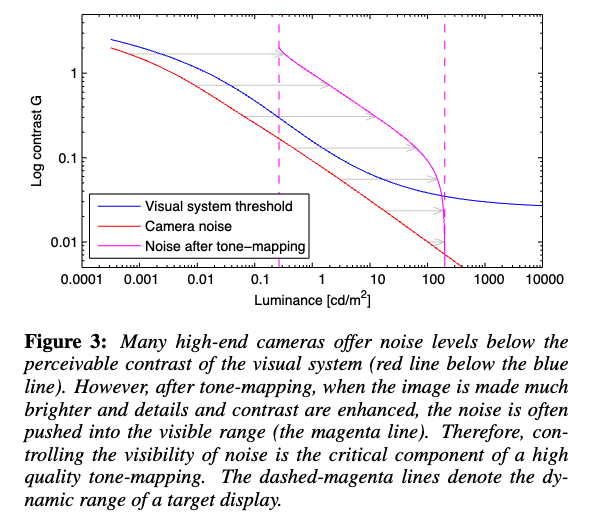 Log contrast G
1
0.1
0.01
Visual system threshold
Camera noise
Noise after tone−mapping
0.0001 0.001 0.01 0.1 1 10 100 1000 10000
Luminance [cd/m²]
Figure 3: Many high-end cameras offer noise levels below the
perceivable contrast of the visual system (red line below the blue
line). However, after tone-mapping, when the image is made much
brighter and details and contrast are enhanced, the noise is often
pushed into the visible range (the magenta line). Therefore, con-
trolling the visibility of noise is the critical component of a high
quality tone-mapping. The dashed-magenta lines denote the dy-
namic range of a target display.